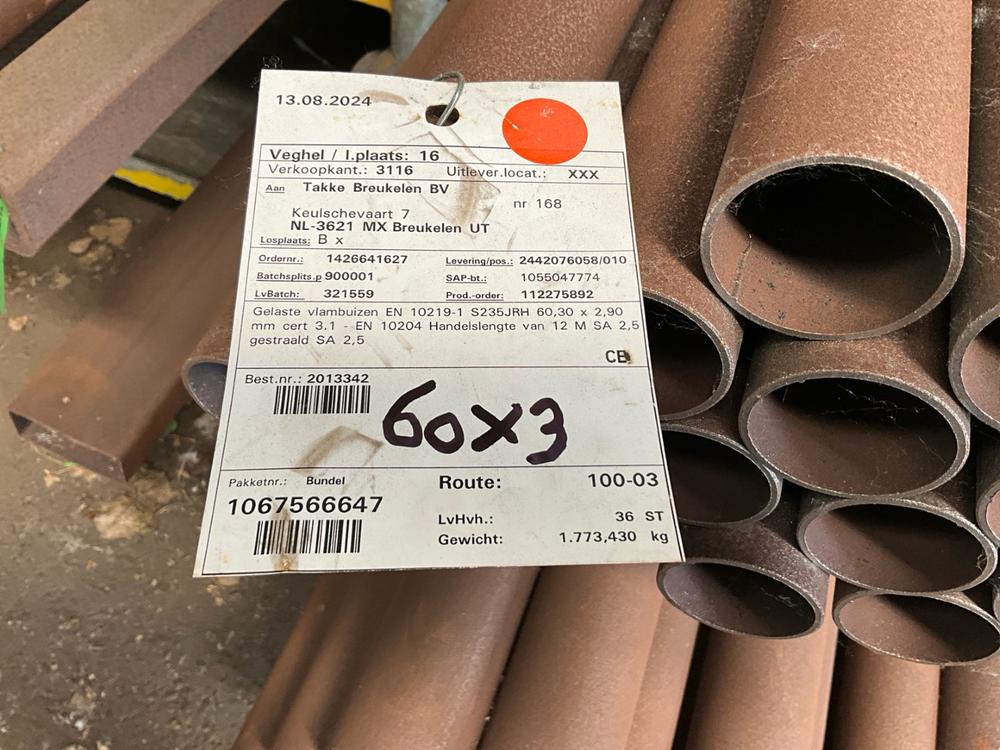 13.08.2024
Veghel / l.plaats: 16
Verkoopkant.: 3116 Uitlever.locat.: XXX
Aan Takke Breukelen BV
nr 168
Keulschevaart 7
NL-3621 MX Breukelen UT
Losplaats: B x
Ordernr.: 1426641627 Levering/pos.: 2442076058/010
Batchsplits.p 900001 SAP-bt.: 1055047774
LvBatch: 321559 Prod.-order: 112275892
Gelaste vlambuizen EN 10219-1 S235JRH 60,30 x 2,90
mm cert 3.1 - EN 10204 Handelslengte van 12 M SA 2,5
gestraald SA 2,5
CB
Best.nr.: 2013342
60x3
Pakketnr.: Bundel Route: 100-03
1067566647
LvHvh.: 36 ST
Gewicht: 1.773,430 kg